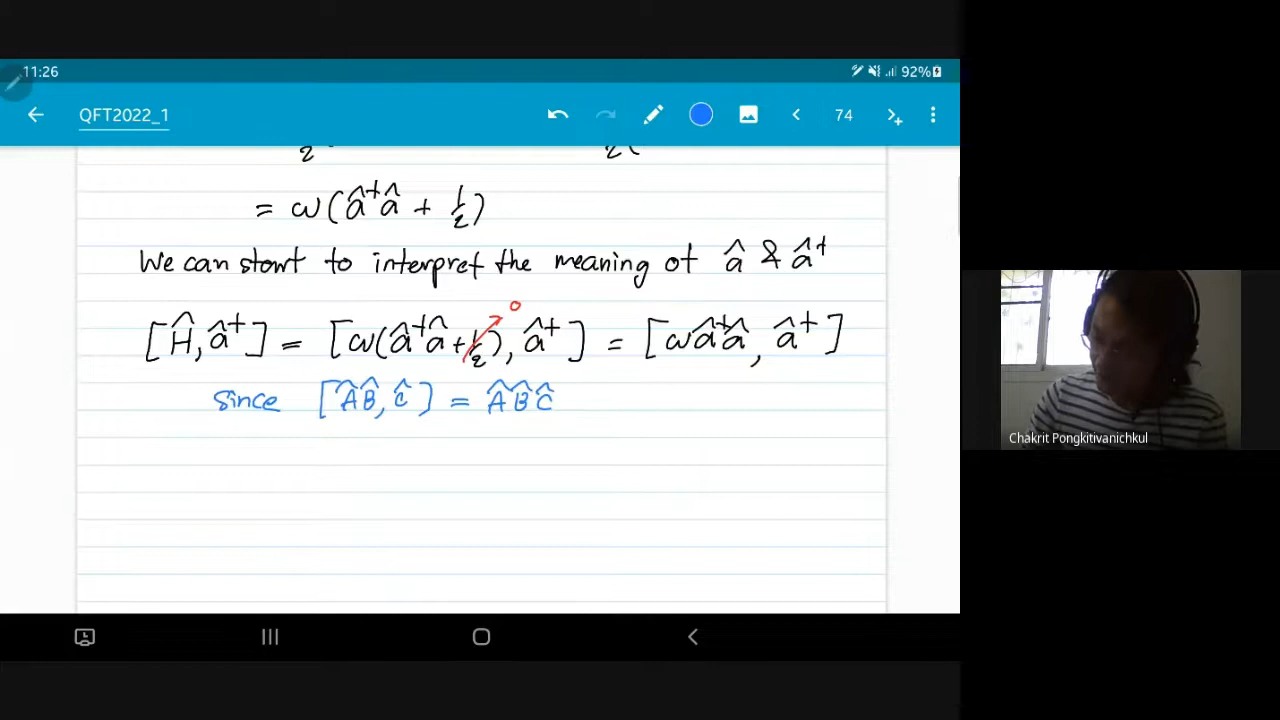 11:26 92%
QFT2022_1 74
= ω(â†â + 1/2)
We can start to interpret the meaning of â & â†
[Ĥ, â†] = [ω(â†â + 1/2), â†] = [ωâ†â, â†]
0
Since [ÂB̂, Ĉ] = ÂB̂Ĉ
Chakrit Pongkitivanichkul